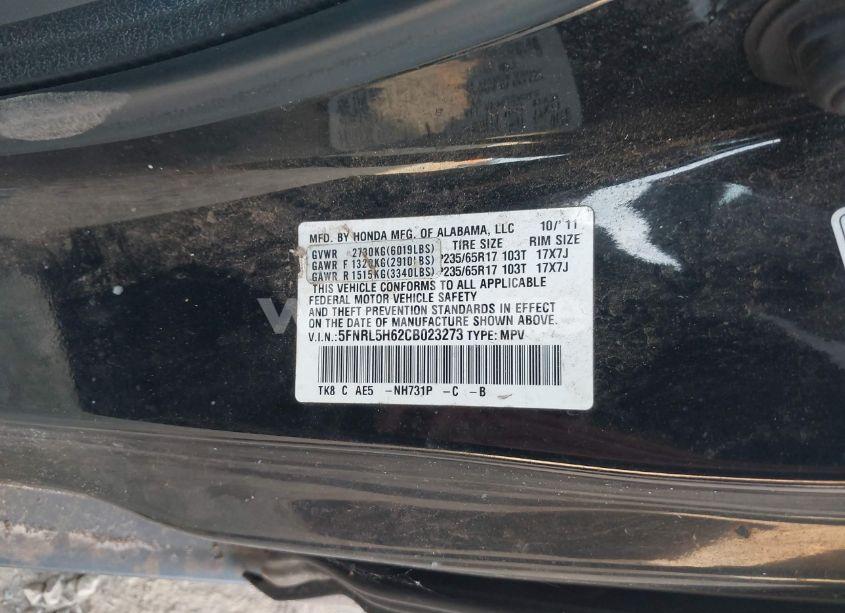 MFD. BY HONDA MFG. OF ALABAMA, LLC 10/'11
TIRE SIZE RIM SIZE
GVWR 2730KG(6019LBS)
GAWR F 1320KG(2910LBS) P235/65R17 103T 17X7J
GAWR R 1515KG(3340LBS) P235/65R17 103T 17X7J
THIS VEHICLE CONFORMS TO ALL APPLICABLE
FEDERAL MOTOR VEHICLE SAFETY
AND THEFT PREVENTION STANDARDS IN EFFECT
ON THE DATE OF MANUFACTURE SHOWN ABOVE.
V.I.N.: 5FNRL5H62CB023273 TYPE: MPV
TK8 C AE5 -NH731P -C -B